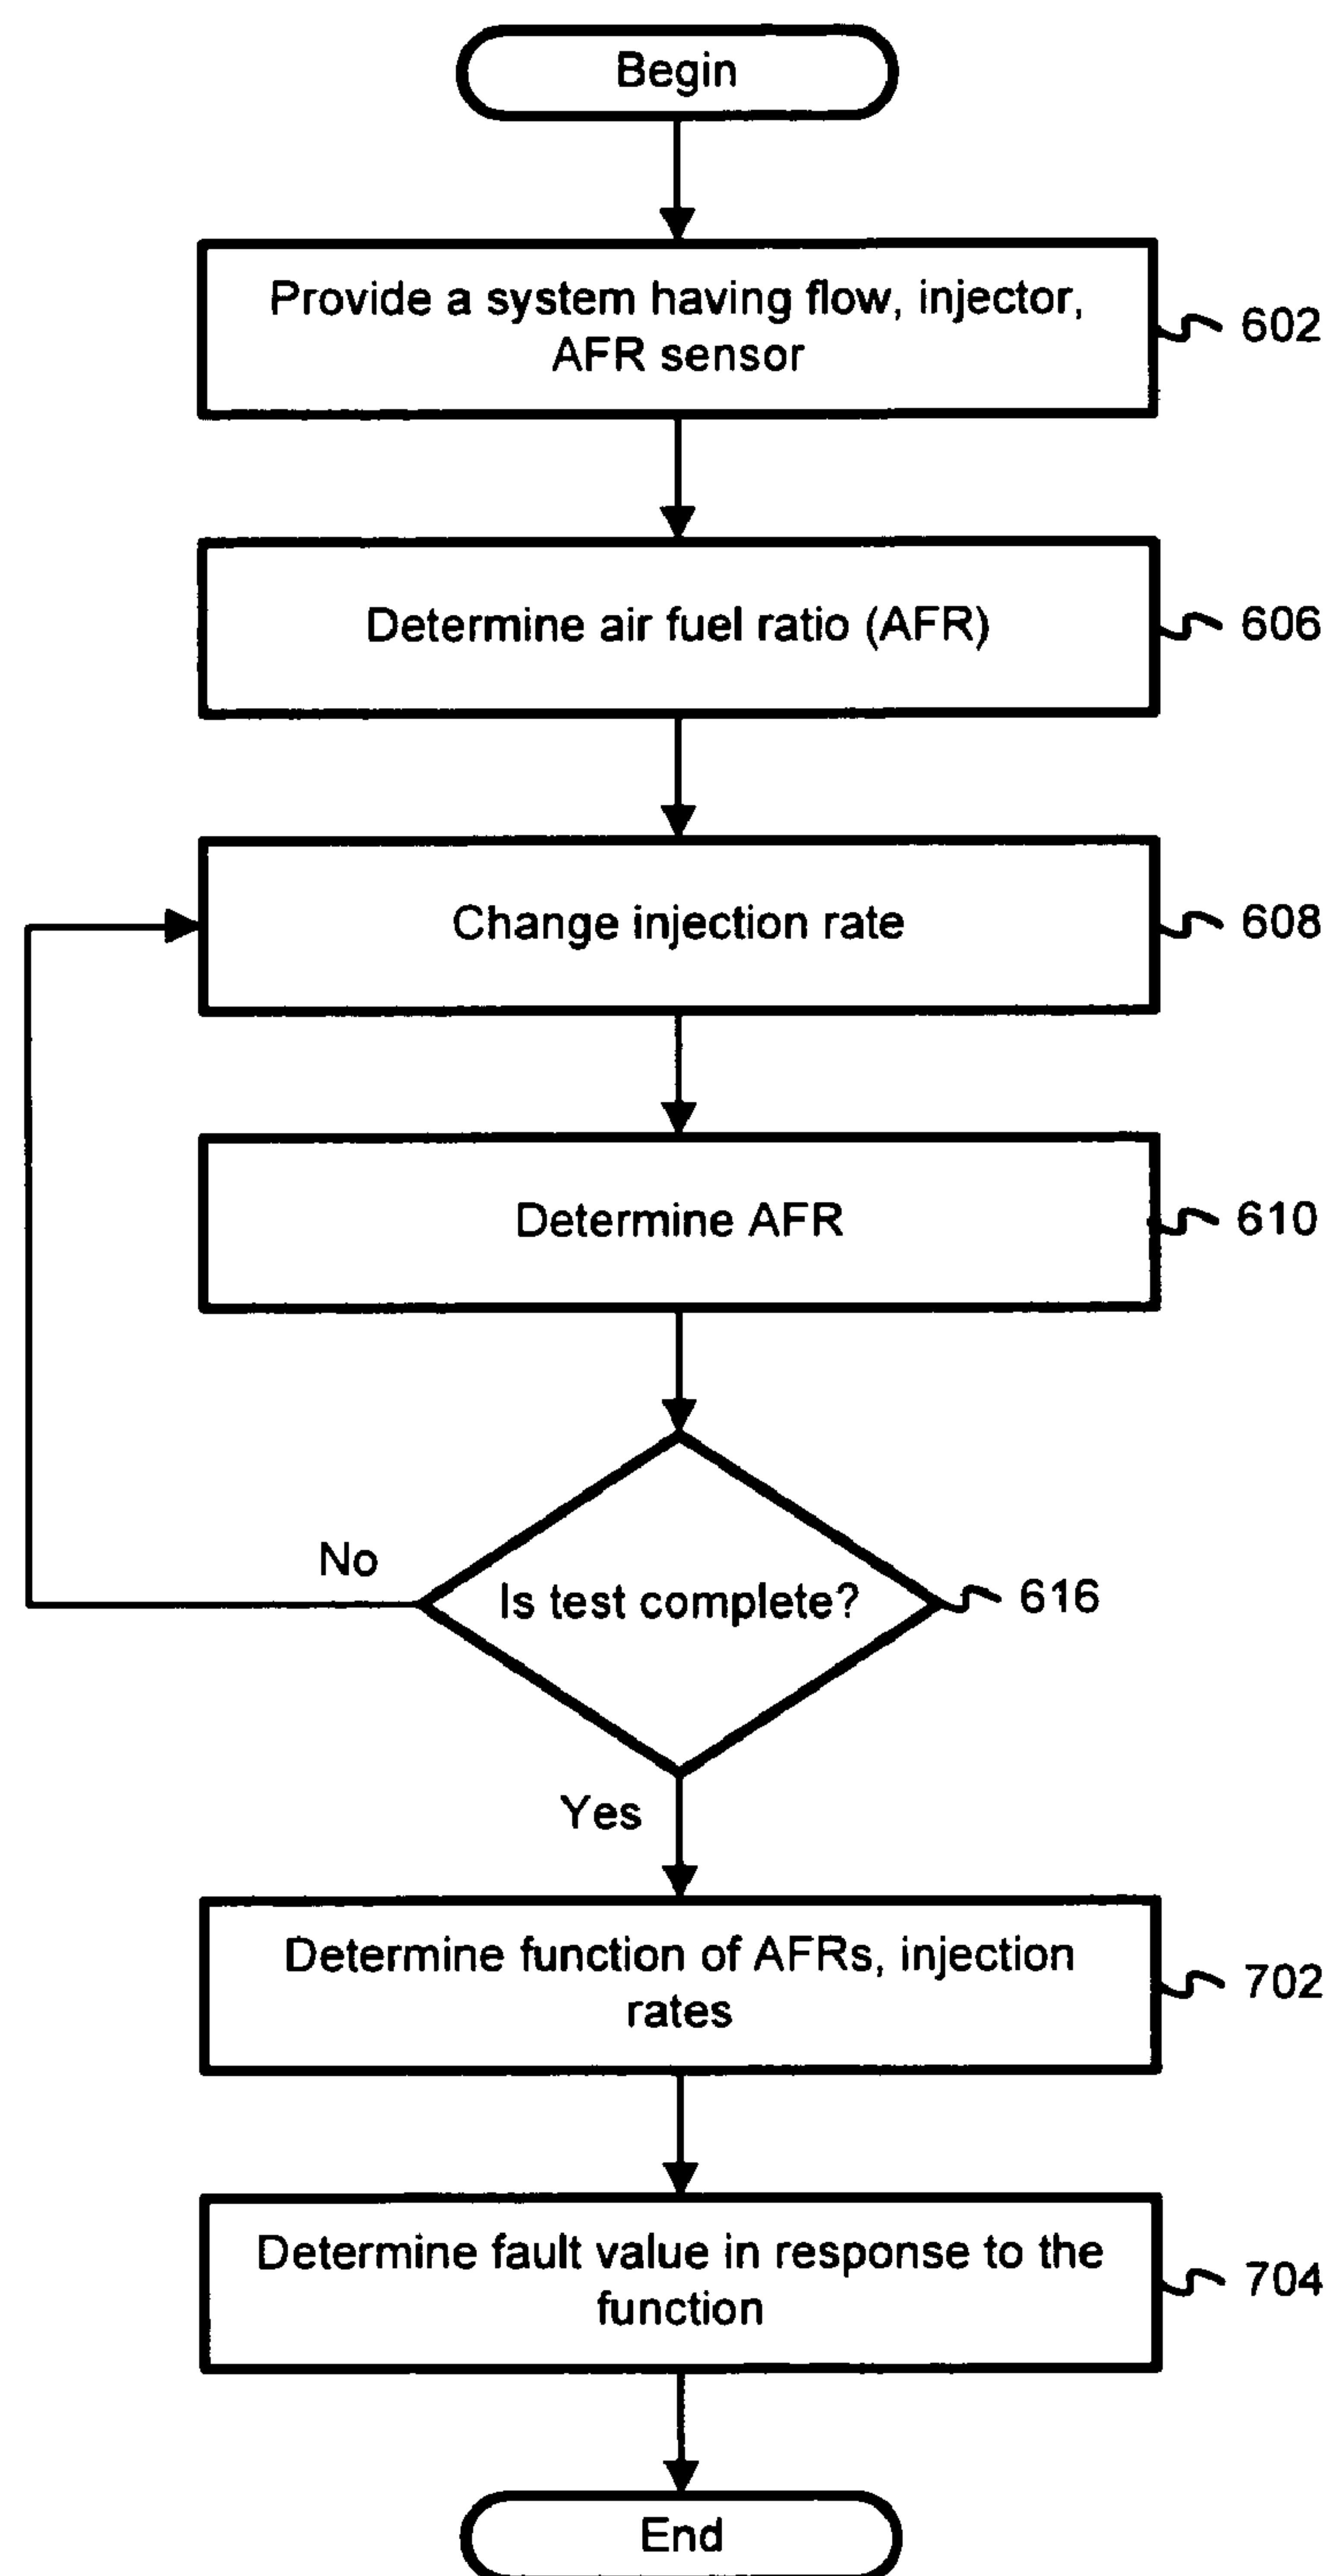 Begin
Provide a system having flow, injector,
AFR sensor
602
Determine air fuel ratio (AFR)
606
Change injection rate
608
Determine AFR
610
No
Is test complete?
616
Yes
Determine function of AFRs, injection
rates
702
Determine fault value in response to the
function
704
End